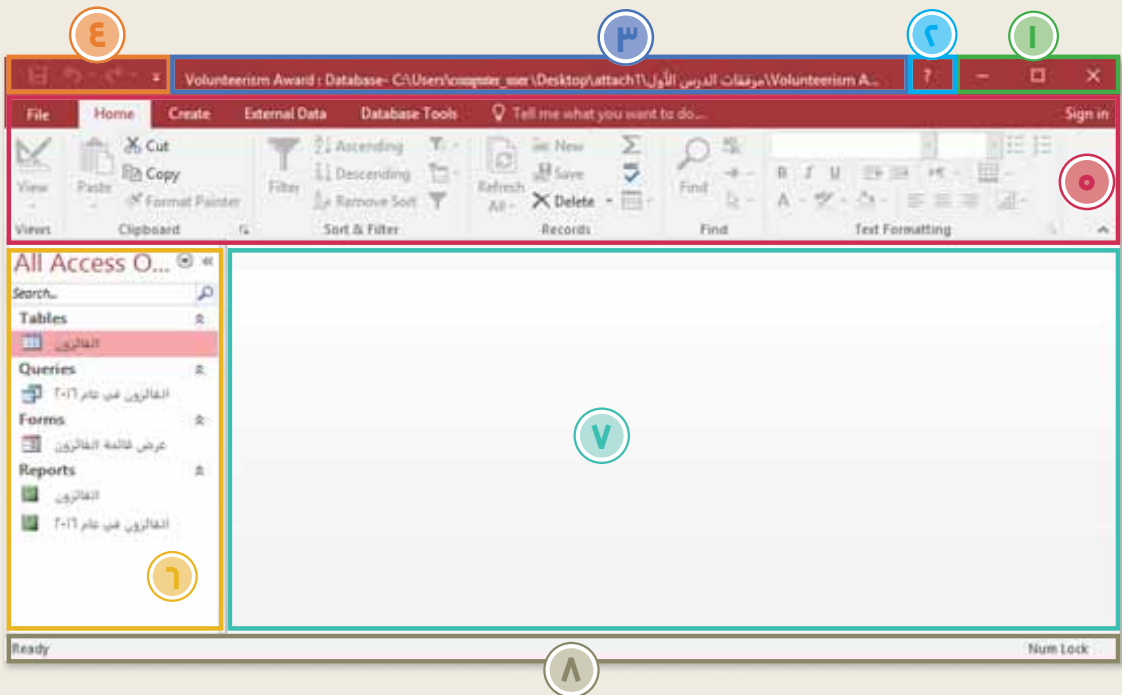 ٤ ٣ ٢ ١
Volunteerism Award : Database- C:\Users\computer_user\Desktop\attach1\مرفقات الدرس الأول\Volunteerism A... ?
File Home Create External Data Database Tools Tell me what you want to do... Sign in
View Paste Cut Copy Format Painter
Filter Ascending Descending Remove Sort
Refresh All New Save Delete
Find
B I U A
٥
Views Clipboard Sort & Filter Records Find Text Formatting
All Access O...
Search..
Tables
الفائزون
Queries
الفائزون في عام ٢٠١٦
Forms
عرض قائمة الفائزون
Reports
الفائزون
الفائزون في عام ٢٠١٦
٦
٧
Ready Num Lock
٨